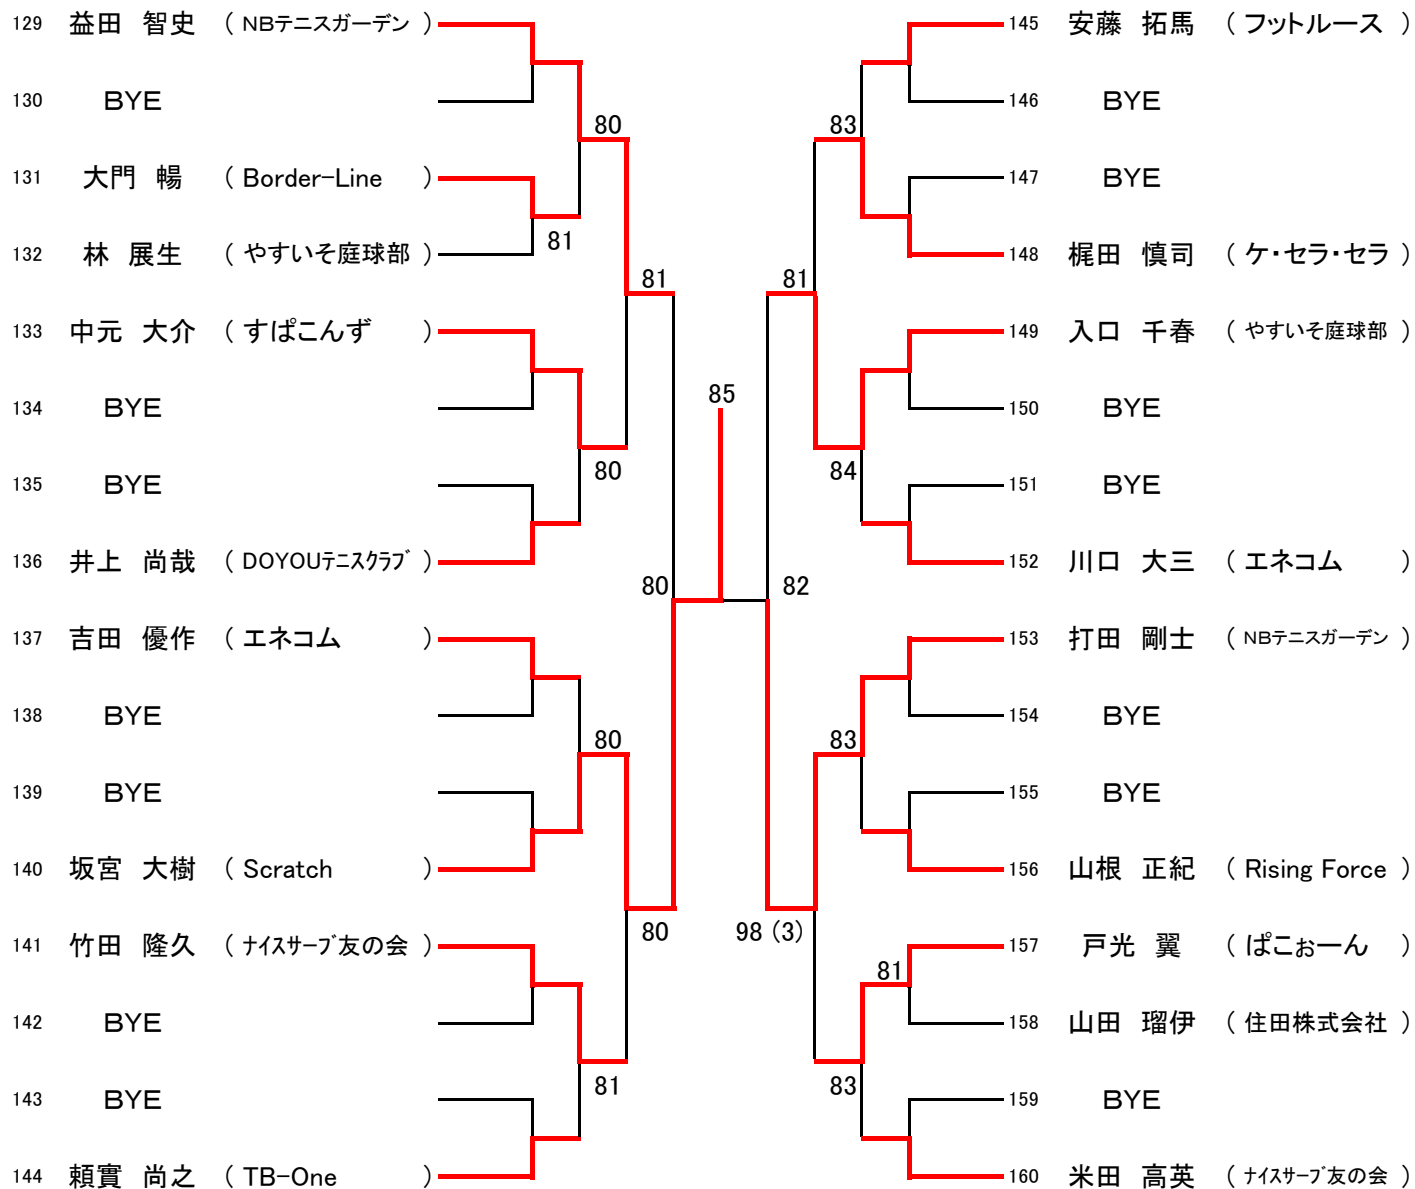 129 益田 智史 ( NBテニスガーデン )
130 BYE
80
131 大門 暢 ( Border-Line )
81
132 林 展生 ( やすいそ庭球部 )
81
133 中元 大介 ( すぱこんず )
134 BYE
80
135 BYE
136 井上 尚哉 ( DOYOUテニスクラブ )
80
137 吉田 優作 ( エネコム )
138 BYE
80
139 BYE
140 坂宮 大樹 ( Scratch )
80
141 竹田 隆久 ( ナイスサーブ友の会 )
142 BYE
81
143 BYE
144 頼實 尚之 ( TB-One )
85
145 安藤 拓馬 ( フットルース )
146 BYE
83
147 BYE
148 梶田 慎司 ( ケ・セラ・セラ )
81
149 入口 千春 ( やすいそ庭球部 )
150 BYE
84
151 BYE
152 川口 大三 ( エネコム )
82
153 打田 剛士 ( NBテニスガーデン )
154 BYE
83
155 BYE
156 山根 正紀 ( Rising Force )
98 (3)
157 戸光 翼 ( ぱこぉーん )
81
158 山田 瑠伊 ( 住田株式会社 )
83
159 BYE
160 米田 高英 ( ナイスサーブ友の会 )